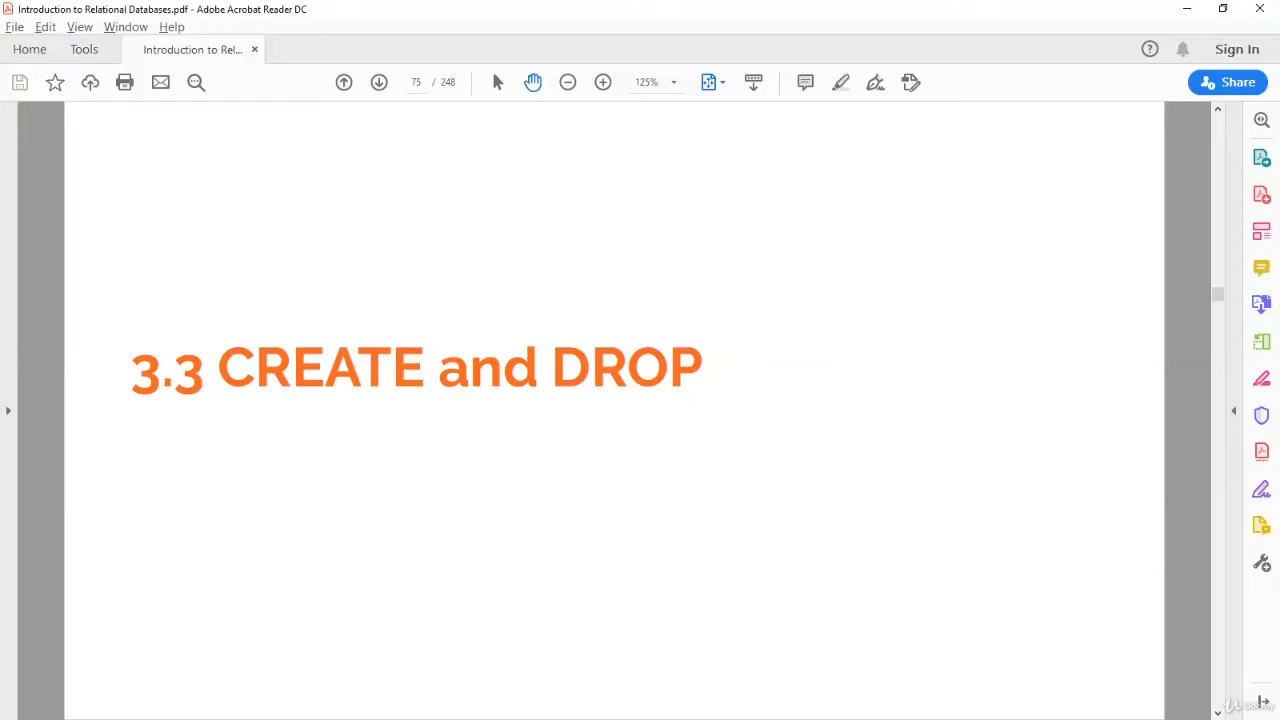 Introduction to Relational Databases.pdf - Adobe Acrobat Reader DC
File Edit View Window Help
Home Tools Introduction to Rel... × Sign In
75 / 248 125% Share
3.3 CREATE and DROP
Udemy